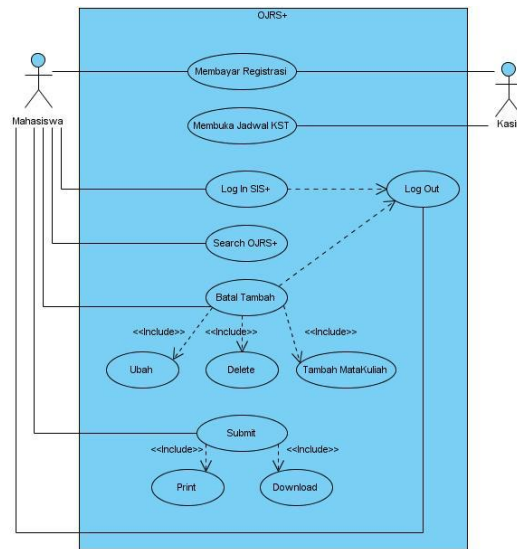 OJRS+
Membayar Registrasi
Mahasiswa
Membuka Jadwal KST
Log In SIS+
Log Out
Search OJRS+
Batal Tambah
<<Include>>
<<Include>>
<<Include>>
Ubah
Delete
Tambah MataKuliah
Submit
<<Include>>
<<Include>>
Print
Download